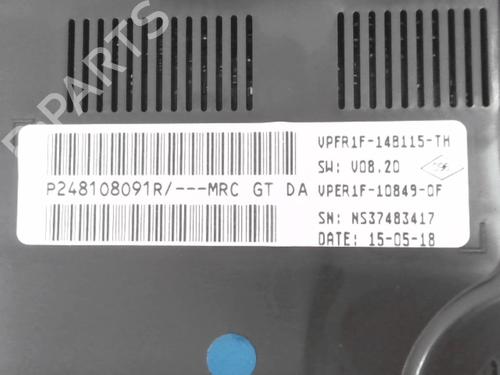 B-PARTS
VPFR1F-14B115-TH
SW: V08.20
P248108091R/---MRC GT DA
VPER1F-10849-0F
SN: NS37483417
DATE: 15-05-18